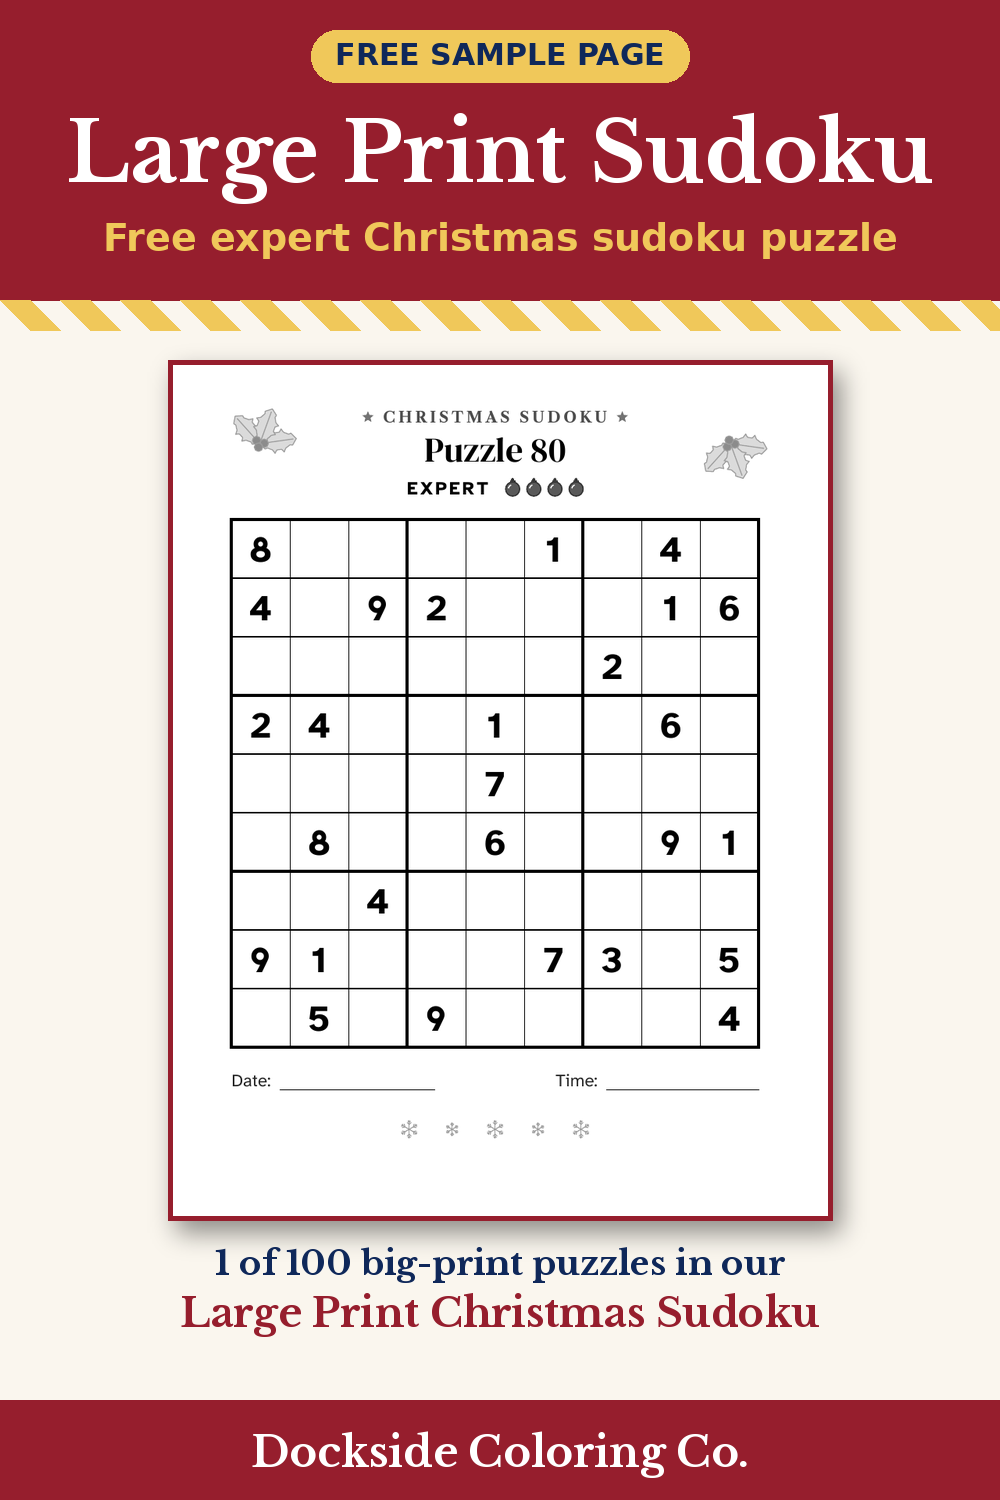 FREE SAMPLE PAGE
Large Print Sudoku
Free expert Christmas sudoku puzzle
★ CHRISTMAS SUDOKU ★
Puzzle 80
EXPERT
8 1 4
4 9 2 1 6
2
2 4 1 6
7
8 6 9 1
4
9 1 7 3 5
5 9 4
Date: Time:
1 of 100 big-print puzzles in our
Large Print Christmas Sudoku
Dockside Coloring Co.